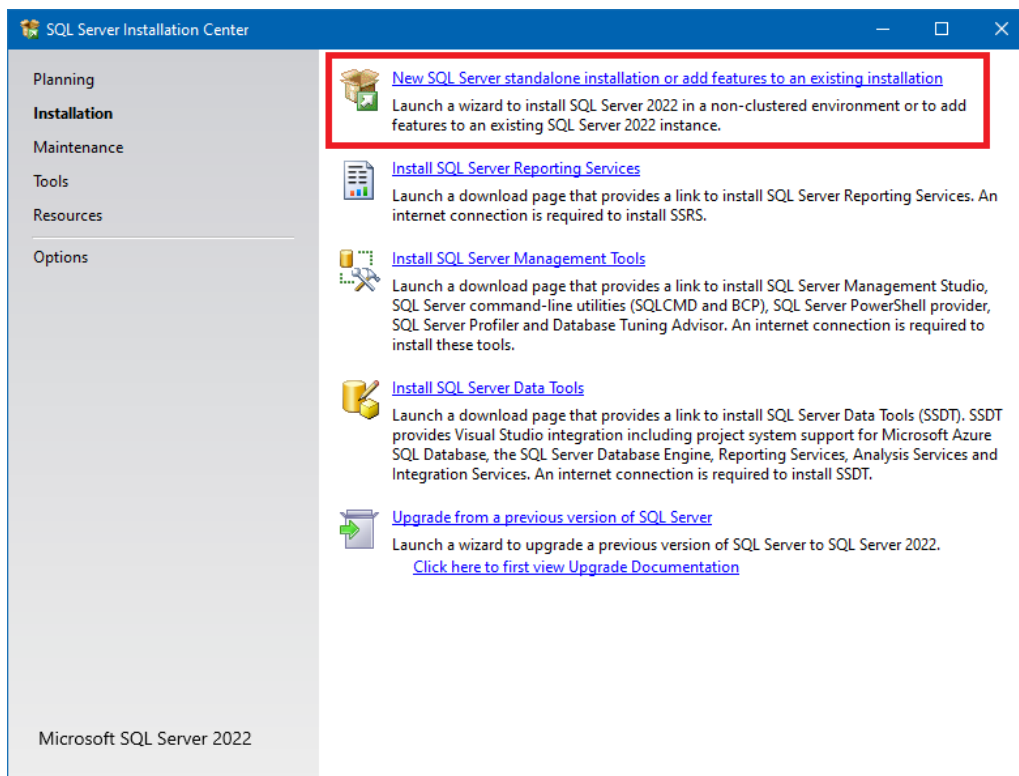 SQL Server Installation Center
Planning
Installation
Maintenance
Tools
Resources
Options
Microsoft SQL Server 2022
New SQL Server standalone installation or add features to an existing installation
Launch a wizard to install SQL Server 2022 in a non-clustered environment or to add
features to an existing SQL Server 2022 instance.
Install SQL Server Reporting Services
Launch a download page that provides a link to install SQL Server Reporting Services. An
internet connection is required to install SSRS.
Install SQL Server Management Tools
Launch a download page that provides a link to install SQL Server Management Studio,
SQL Server command-line utilities (SQLCMD and BCP), SQL Server PowerShell provider,
SQL Server Profiler and Database Tuning Advisor. An internet connection is required to
install these tools.
Install SQL Server Data Tools
Launch a download page that provides a link to install SQL Server Data Tools (SSDT). SSDT
provides Visual Studio integration including project system support for Microsoft Azure
SQL Database, the SQL Server Database Engine, Reporting Services, Analysis Services and
Integration Services. An internet connection is required to install SSDT.
Upgrade from a previous version of SQL Server
Launch a wizard to upgrade a previous version of SQL Server to SQL Server 2022.
Click here to first view Upgrade Documentation